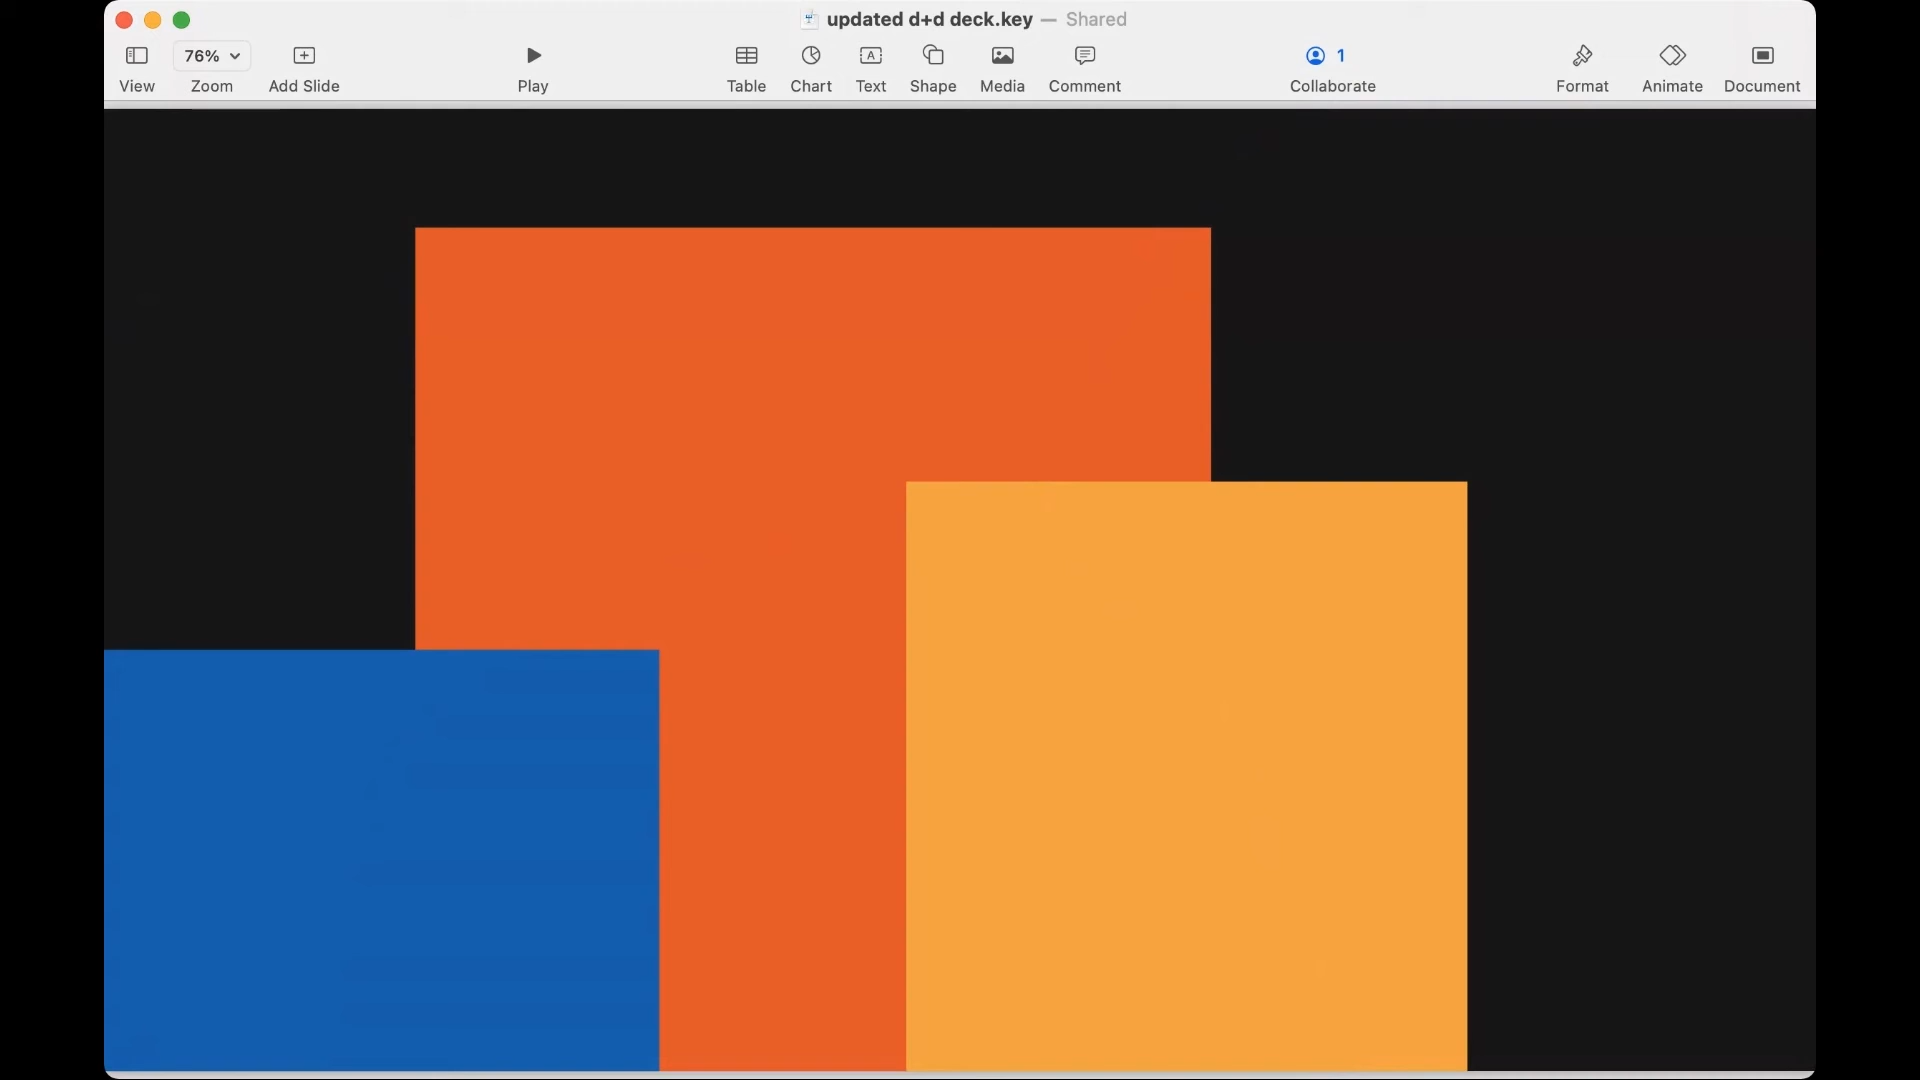 updated d+d deck.key — Shared
76%
1
View
Zoom
Add Slide
Play
Table
Chart
Text
Shape
Media
Comment
Collaborate
Format
Animate
Document